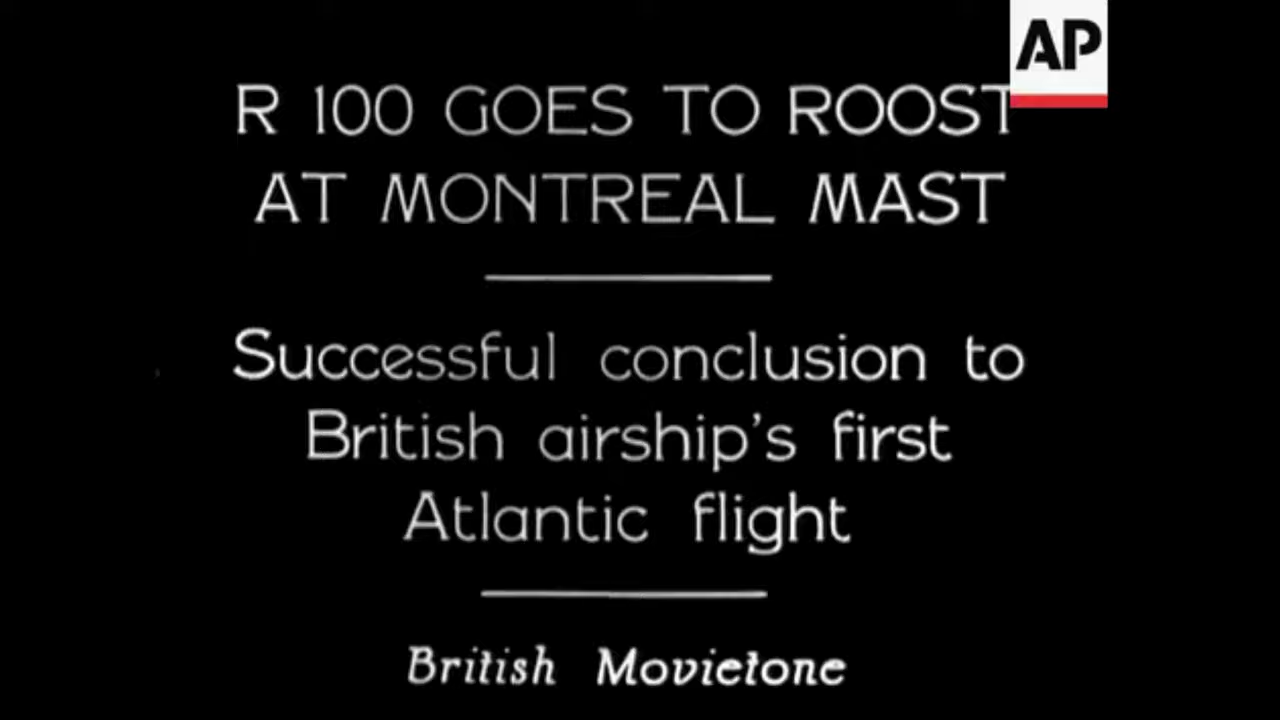 AP
R 100 GOES TO ROOST
AT MONTREAL MAST
Successful conclusion to
British airship's first
Atlantic flight
British Movietone